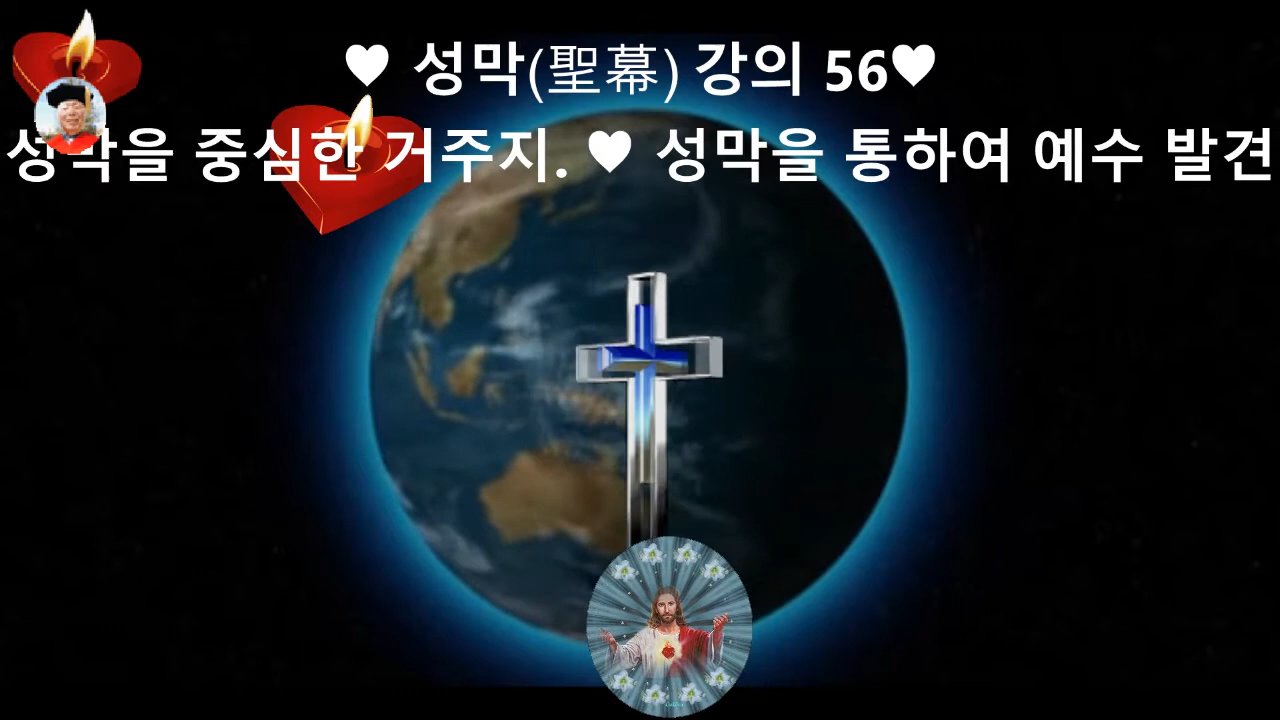 ♥ 성막(聖幕) 강의 56♥
성막을 중심한 거주지. ♥ 성막을 통하여 예수 발견